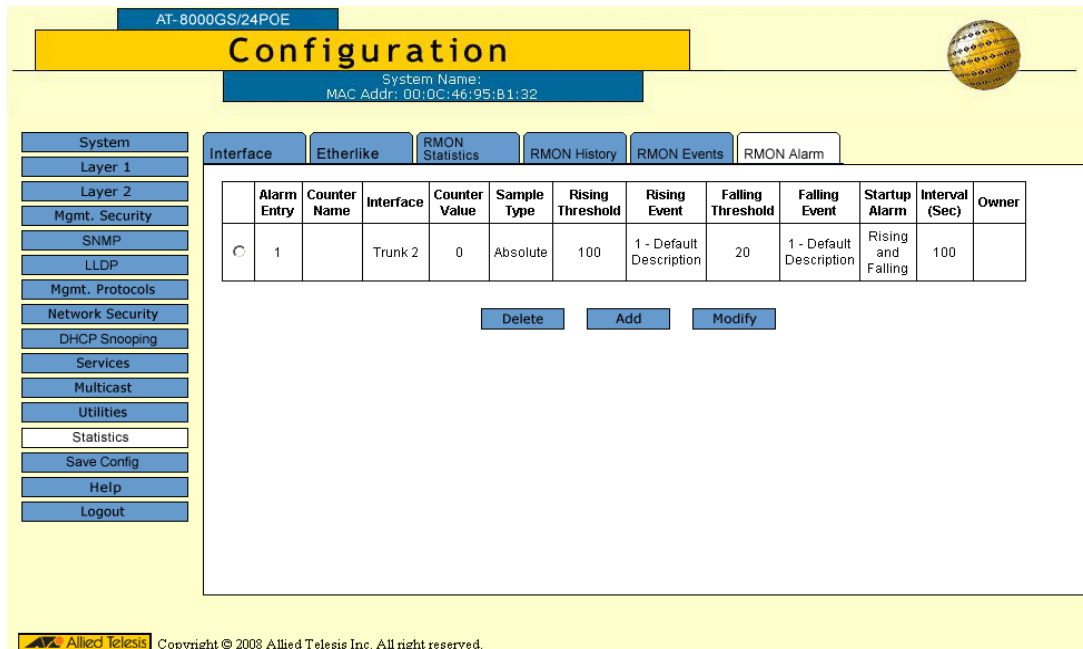 AT-8000GS/24POE
Configuration
System Name:
MAC Addr: 00:0C:46:95:B1:32
System
Layer 1
Layer 2
Mgmt. Security
SNMP
LLDP
Mgmt. Protocols
Network Security
DHCP Snooping
Services
Multicast
Utilities
Statistics
Save Config
Help
Logout
Interface Etherlike RMON Statistics RMON History RMON Events RMON Alarm
Alarm Entry Counter Name Interface Counter Value Sample Type Rising Threshold Rising Event Falling Threshold Falling Event Startup Alarm Interval (Sec) Owner
1 Trunk 2 0 Absolute 100 1 - Default Description 20 1 - Default Description Rising and Falling 100
Delete Add Modify
Allied Telesis Copyright © 2008 Allied Telesis Inc. All right reserved.